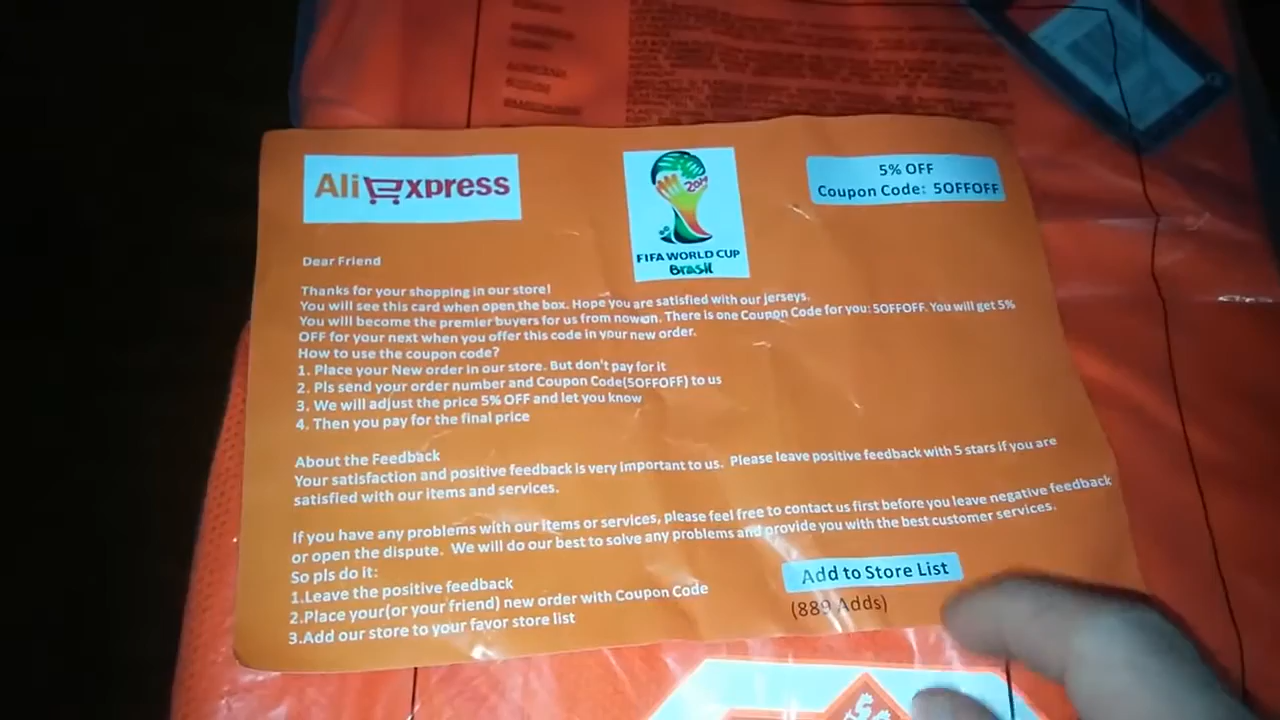 AliExpress
2014
FIFA WORLD CUP
Brasil
5% OFF
Coupon Code: 5OFFOFF
Dear Friend
Thanks for your shopping in our store!
You will see this card when open the box. Hope you are satisfied with our jerseys.
You will become the premier buyers for us from nowon. There is one Coupon Code for you: 5OFFOFF. You will get 5%
OFF for your next when you offer this code in your new order.
How to use the coupon code?
1. Place your New order in our store. But don't pay for it
2. Pls send your order number and Coupon Code(5OFFOFF) to us
3. We will adjust the price 5% OFF and let you know
4. Then you pay for the final price
About the Feedback
Your satisfaction and positive feedback is very important to us. Please leave positive feedback with 5 stars if you are
satisfied with our items and services.
If you have any problems with our items or services, please feel free to contact us first before you leave negative feedback
or open the dispute. We will do our best to solve any problems and provide you with the best customer services.
So pls do it:
1.Leave the positive feedback
2.Place your(or your friend) new order with Coupon Code
3.Add our store to your favor store list
Add to Store List
(889 Adds)